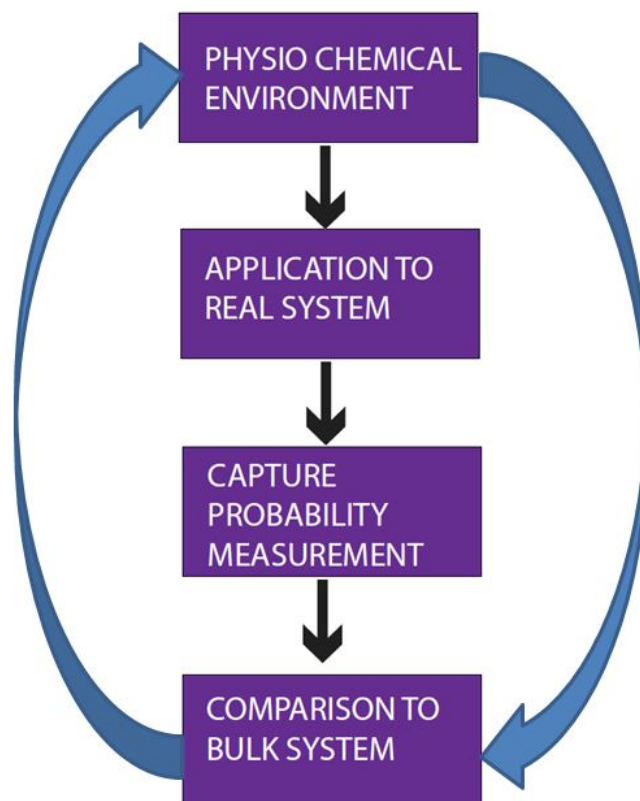 PHYSIO CHEMICAL
ENVIRONMENT
APPLICATION TO
REAL SYSTEM
CAPTURE
PROBABILITY
MEASUREMENT
COMPARISON TO
BULK SYSTEM